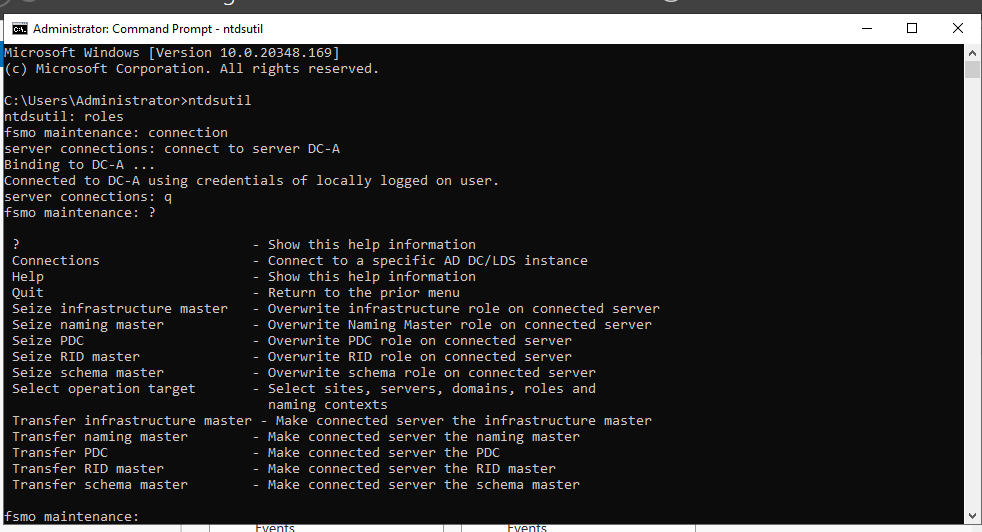 Administrator: Command Prompt - ntdsutil
Microsoft Windows [Version 10.0.20348.169]
(c) Microsoft Corporation. All rights reserved.
C:\Users\Administrator>ntdsutil
ntdsutil: roles
fsmo maintenance: connection
server connections: connect to server DC-A
Binding to DC-A ...
Connected to DC-A using credentials of locally logged on user.
server connections: q
fsmo maintenance: ?
? - Show this help information
Connections - Connect to a specific AD DC/LDS instance
Help - Show this help information
Quit - Return to the prior menu
Seize infrastructure master - Overwrite infrastructure role on connected server
Seize naming master - Overwrite Naming Master role on connected server
Seize PDC - Overwrite PDC role on connected server
Seize RID master - Overwrite RID role on connected server
Seize schema master - Overwrite schema role on connected server
Select operation target - Select sites, servers, domains, roles and
naming contexts
Transfer infrastructure master - Make connected server the infrastructure master
Transfer naming master - Make connected server the naming master
Transfer PDC - Make connected server the PDC
Transfer RID master - Make connected server the RID master
Transfer schema master - Make connected server the schema master
fsmo maintenance:
Events Events